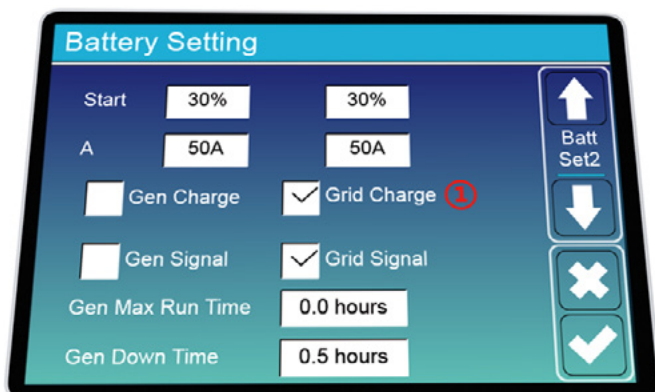 Battery Setting
Start 30% 30%
A 50A 50A
Batt
Set2
Gen Charge Grid Charge ①
Gen Signal Grid Signal
Gen Max Run Time 0.0 hours
Gen Down Time 0.5 hours